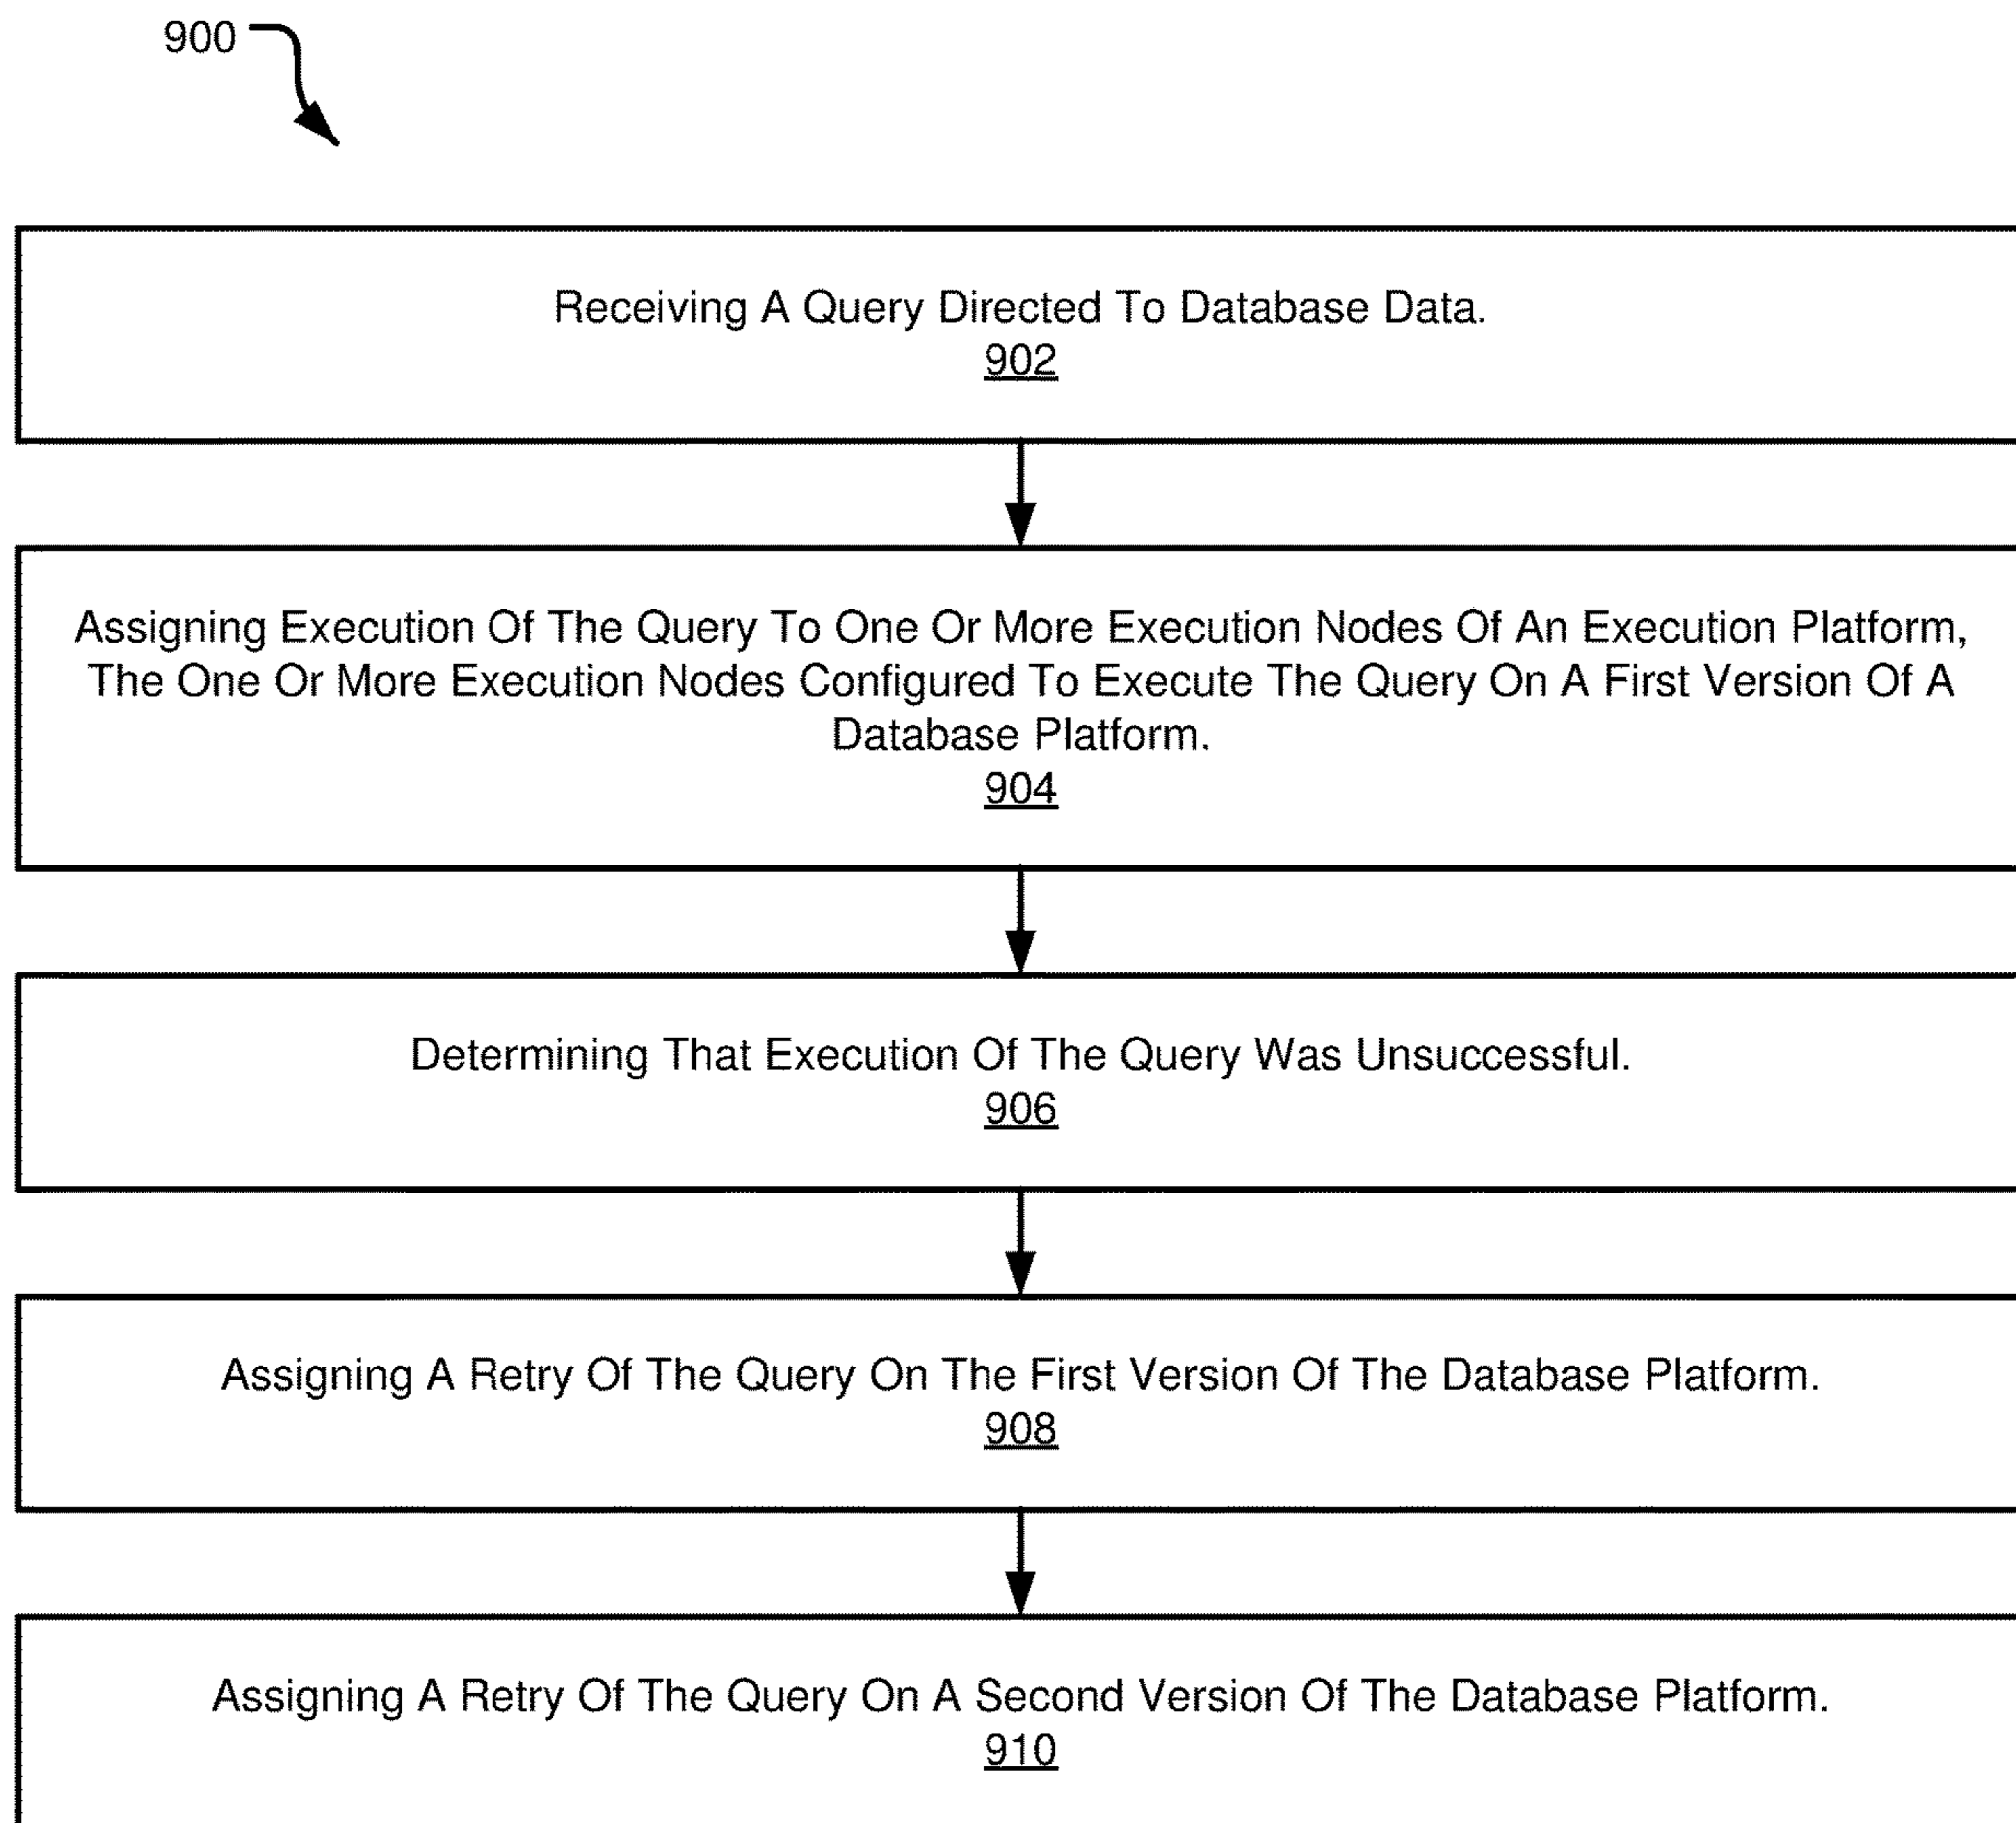 900
Receiving A Query Directed To Database Data.
902
Assigning Execution Of The Query To One Or More Execution Nodes Of An Execution Platform,
The One Or More Execution Nodes Configured To Execute The Query On A First Version Of A
Database Platform.
904
Determining That Execution Of The Query Was Unsuccessful.
906
Assigning A Retry Of The Query On The First Version Of The Database Platform.
908
Assigning A Retry Of The Query On A Second Version Of The Database Platform.
910